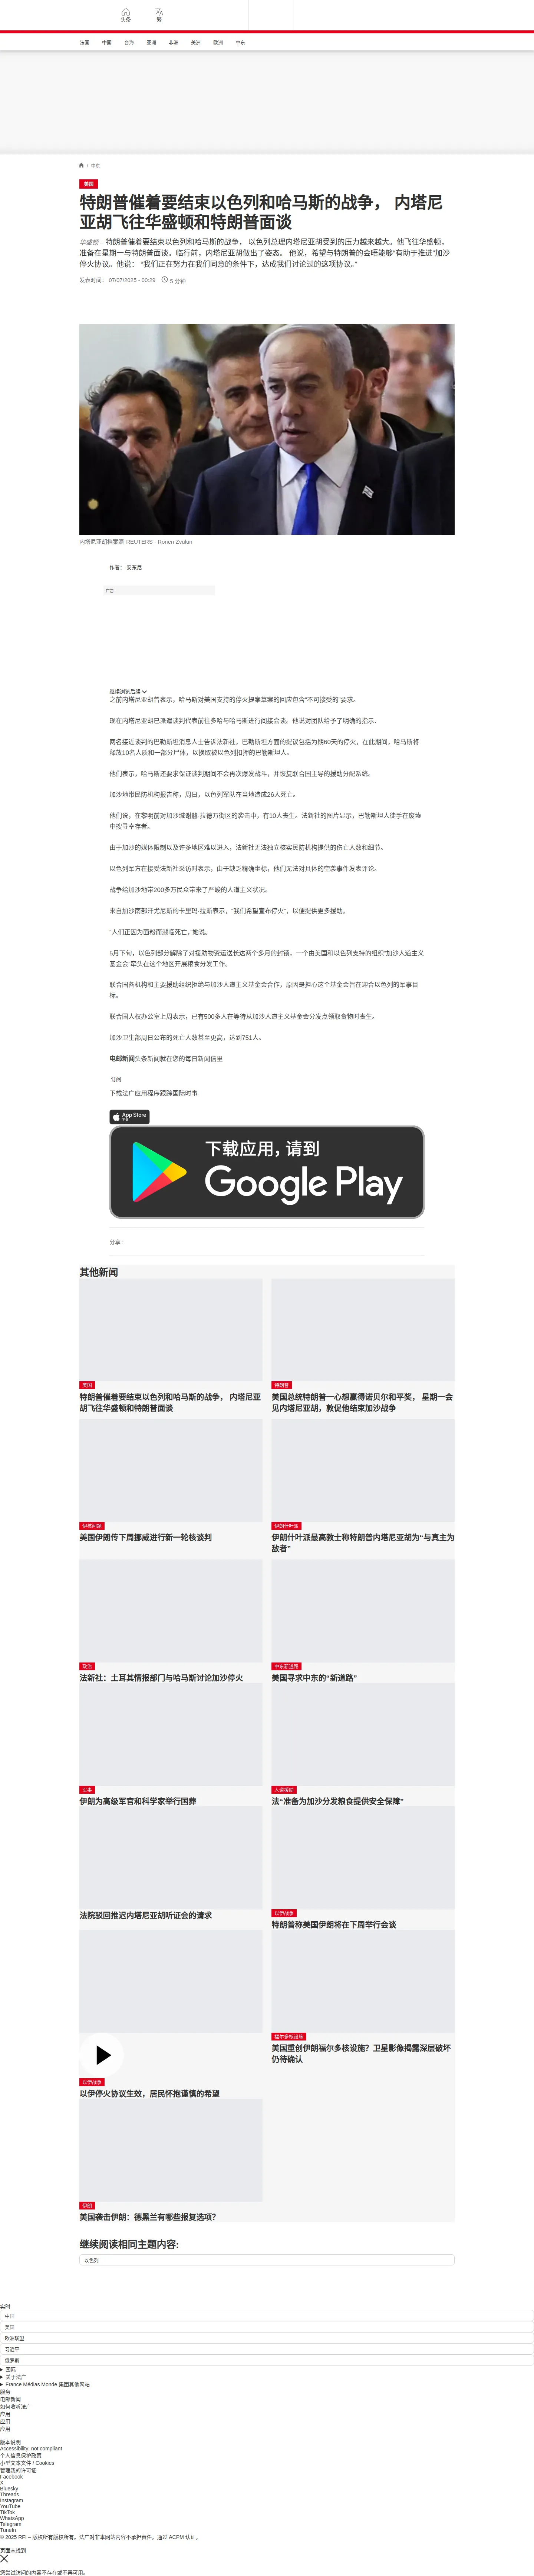 头条
繁
法国 中国 台海 亚洲 非洲 美洲 欧洲 中东
/ 港张
美国
特朗普催着要结束以色列和哈马斯的战争， 内塔尼
亚胡飞往华盛顿和特朗普面谈
华盛顿 – 特朗普催着要结束以色列和哈马斯的战争， 以色列总理内塔尼亚胡受到的压力越来越大。他飞往华盛顿，
准备在星期一与特朗普面谈。临行前，内塔尼亚胡做出了姿态。 他说，希望与特朗普的会晤能够“有助于推进”加沙
停火协议。他说： “我们正在努力在我们同意的条件下，达成我们讨论过的这项协议。”
发表时间： 07/07/2025 - 00:29 5 分钟
内塔尼亚胡档案照 REUTERS - Ronen Zvulun
作者： 安东尼
广告
继续浏览后续
之前内塔尼亚胡曾表示，哈马斯对美国支持的停火提案草案的回应包含“不可接受的”要求。
现在内塔尼亚胡已派遣谈判代表前往多哈与哈马斯进行间接会谈。他说对团队给予了明确的指示、
两名接近谈判的巴勒斯坦消息人士告诉法新社，巴勒斯坦方面的提议包括为期60天的停火，在此期间，哈马斯将
释放10名人质和一部分尸体，以换取被以色列扣押的巴勒斯坦人。
他们表示，哈马斯还要求保证谈判期间不会再次爆发战斗，并恢复联合国主导的援助分配系统。
加沙地带民防机构报告称，周日，以色列军队在当地造成26人死亡。
他们说，在黎明前对加沙城谢赫·拉德万街区的袭击中，有10人丧生。法新社的图片显示，巴勒斯坦人徒手在废墟
中搜寻幸存者。
由于加沙的媒体限制以及许多地区难以进入，法新社无法独立核实民防机构提供的伤亡人数和细节。
以色列军方在接受法新社采访时表示，由于缺乏精确坐标，他们无法对具体的空袭事件发表评论。
战争给加沙地带200多万民众带来了严峻的人道主义状况。
来自加沙南部汗尤尼斯的卡里玛·拉斯表示，“我们希望宣布停火”，以便提供更多援助。
“人们正因为面粉而濒临死亡，”她说。
5月下旬，以色列部分解除了对援助物资运送长达两个多月的封锁，一个由美国和以色列支持的组织“加沙人道主义
基金会”牵头在这个地区开展粮食分发工作。
联合国各机构和主要援助组织拒绝与加沙人道主义基金会合作，原因是担心这个基金会旨在迎合以色列的军事目
标。
联合国人权办公室上周表示，已有500多人在等待从加沙人道主义基金会分发点领取食物时丧生。
加沙卫生部周日公布的死亡人数甚至更高，达到751人。
电邮新闻头条新闻就在您的每日新闻信里
订阅
下载法广应用程序跟踪国际时事
App Store
下载应用，请到
Google Play
分享 :
其他新闻
美国
特朗普催着要结束以色列和哈马斯的战争， 内塔尼亚
胡飞往华盛顿和特朗普面谈
特朗普
美国总统特朗普一心想赢得诺贝尔和平奖， 星期一会
见内塔尼亚胡，敦促他结束加沙战争
伊核问题
美国伊朗传下周挪威进行新一轮核谈判
伊朗什叶派
伊朗什叶派最高教士称特朗普内塔尼亚胡为“与真主为
敌者”
政治
法新社：土耳其情报部门与哈马斯讨论加沙停火
中东新道路
美国寻求中东的“新道路”
军事
伊朗为高级军官和科学家举行国葬
人道援助
法“准备为加沙分发粮食提供安全保障”
法院驳回推迟内塔尼亚胡听证会的请求
以伊战争
特朗普称美国伊朗将在下周举行会谈
以伊战争
以伊停火协议生效，居民怀抱谨慎的希望
福尔多核设施
美国重创伊朗福尔多核设施？卫星影像揭露深层破坏
仍待确认
伊朗
美国袭击伊朗：德黑兰有哪些报复选项？
继续阅读相同主题内容:
以色列
实时
中国
美国
欧洲联盟
习近平
俄罗斯
国际
关于法广
France Médias Monde 集团其他网站
服务
电邮新闻
如何收听法广
应用
应用
应用
版本说明
Accessibility: not compliant
个人信息保护政策
小型文本文件 / Cookies
管理我的许可证
Facebook
X
Bluesky
Threads
Instagram
YouTube
TikTok
WhatsApp
Telegram
TuneIn
© 2025 RFI – 版权所有版权所有。法广对非本网站内容不承担责任。通过 ACPM 认证。
页面未找到
您尝试访问的内容不存在或不再可用。